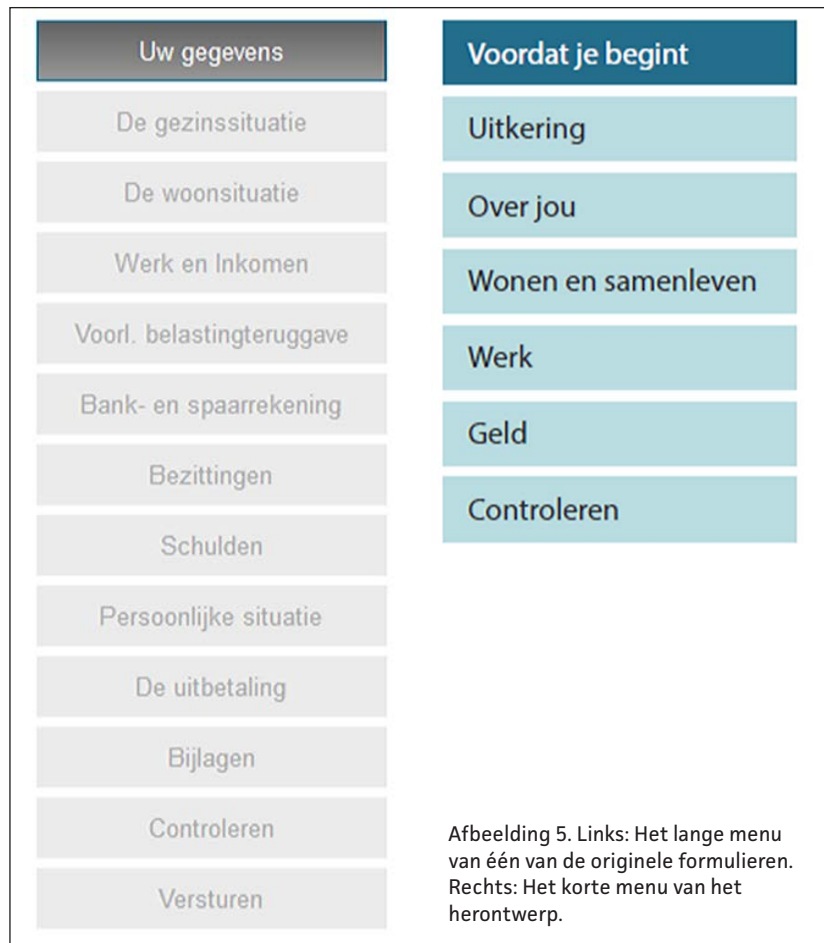 Uw gegevens
De gezinssituatie
De woonsituatie
Werk en Inkomen
Voorl. belastingteruggave
Bank- en spaarrekening
Bezittingen
Schulden
Persoonlijke situatie
De uitbetaling
Bijlagen
Controleren
Versturen
Voordat je begint
Uitkering
Over jou
Wonen en samenleven
Werk
Geld
Controleren
Afbeelding 5. Links: Het lange menu
van één van de originele formulieren.
Rechts: Het korte menu van het
herontwerp.